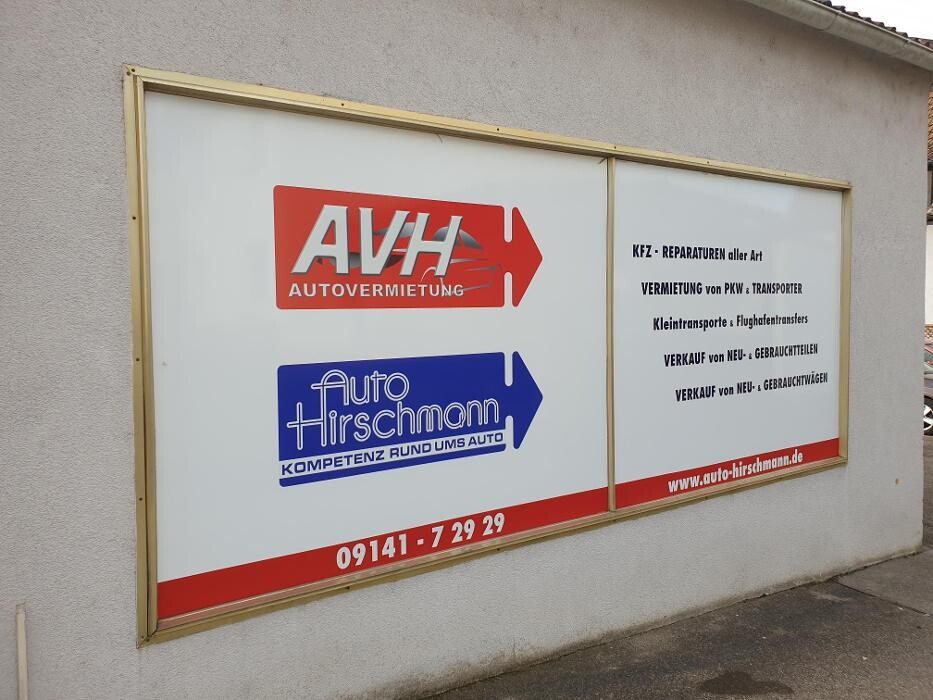 AVH
AUTOVERMIETUNG
Auto
Hirschmann
KOMPETENZ RUND UMS AUTO
09141 - 7 29 29
KFZ - REPARATUREN aller Art
VERMIETUNG von PKW & TRANSPORTER
Kleintransporte & Flughafentransfers
VERKAUF von NEU- & GEBRAUCHTTEILEN
VERKAUF von NEU- & GEBRAUCHTWÄGEN
www.auto-hirschmann.de